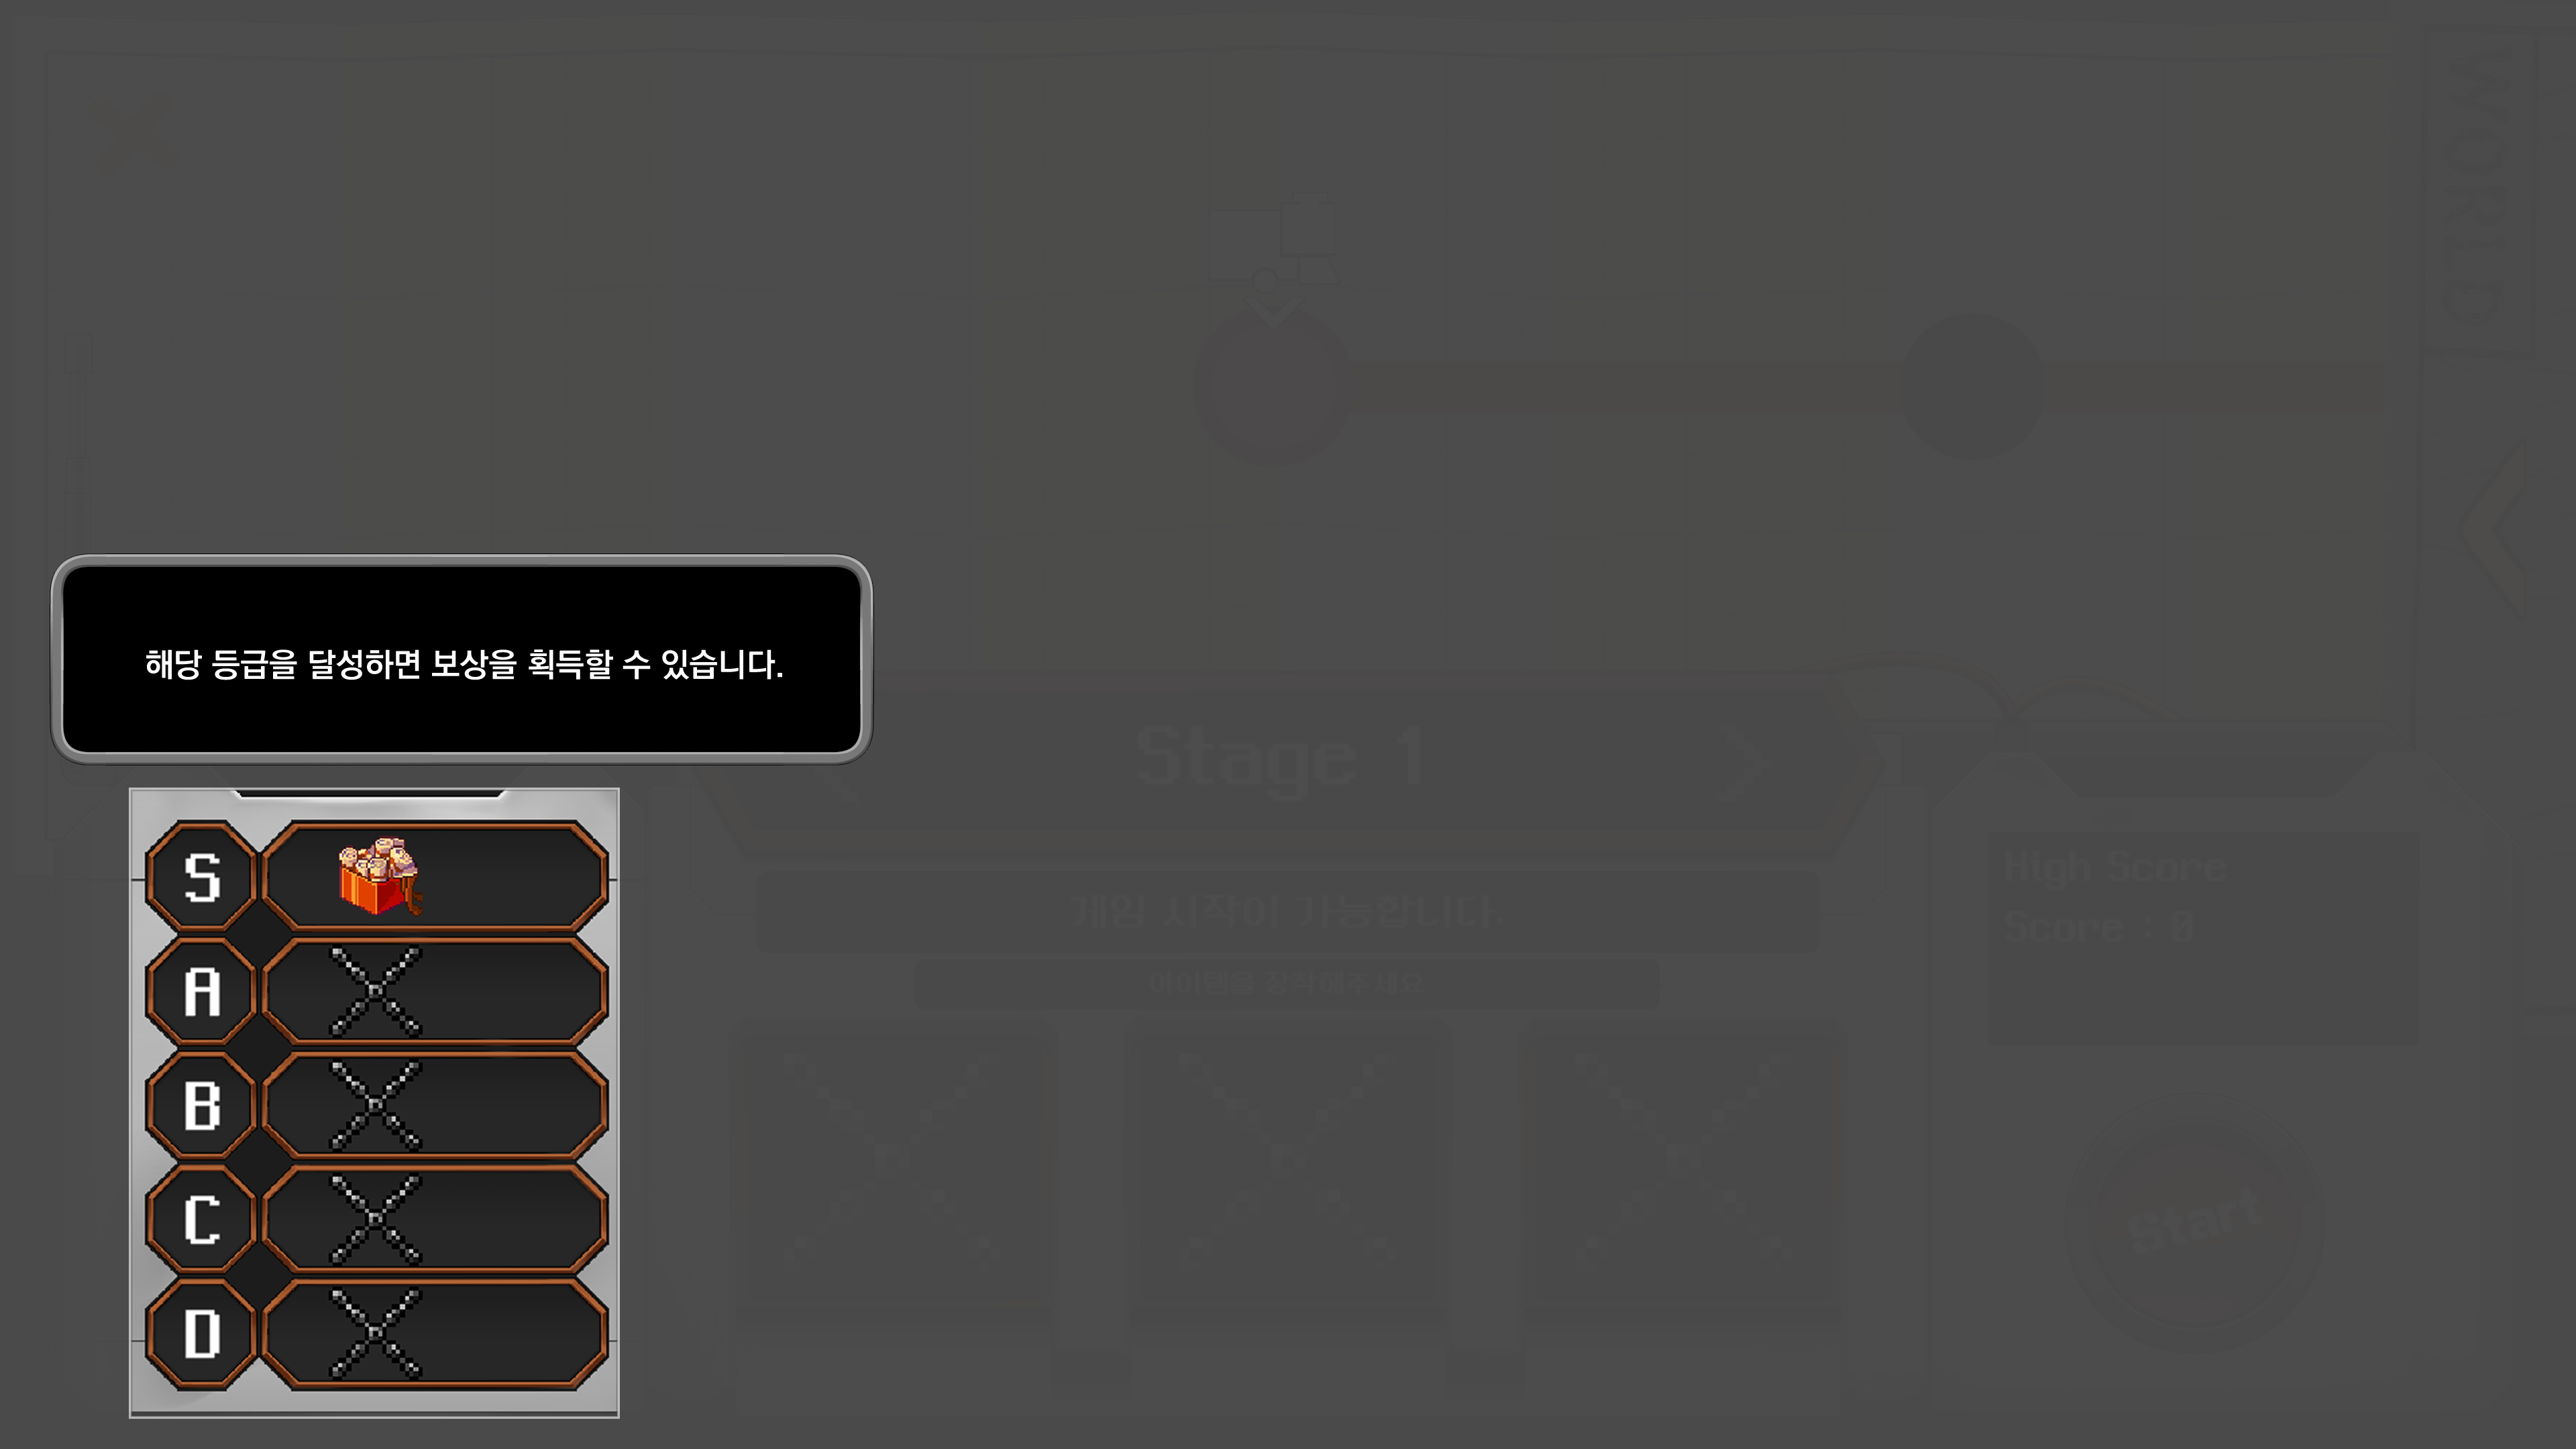 WORLD
해당 등급을 달성하면 보상을 획득할 수 있습니다.
Stage 1
게임 시작이 가능합니다.
아이템을 장착해주세요
High Score
Score : 0
S
A
B
C
D
Start